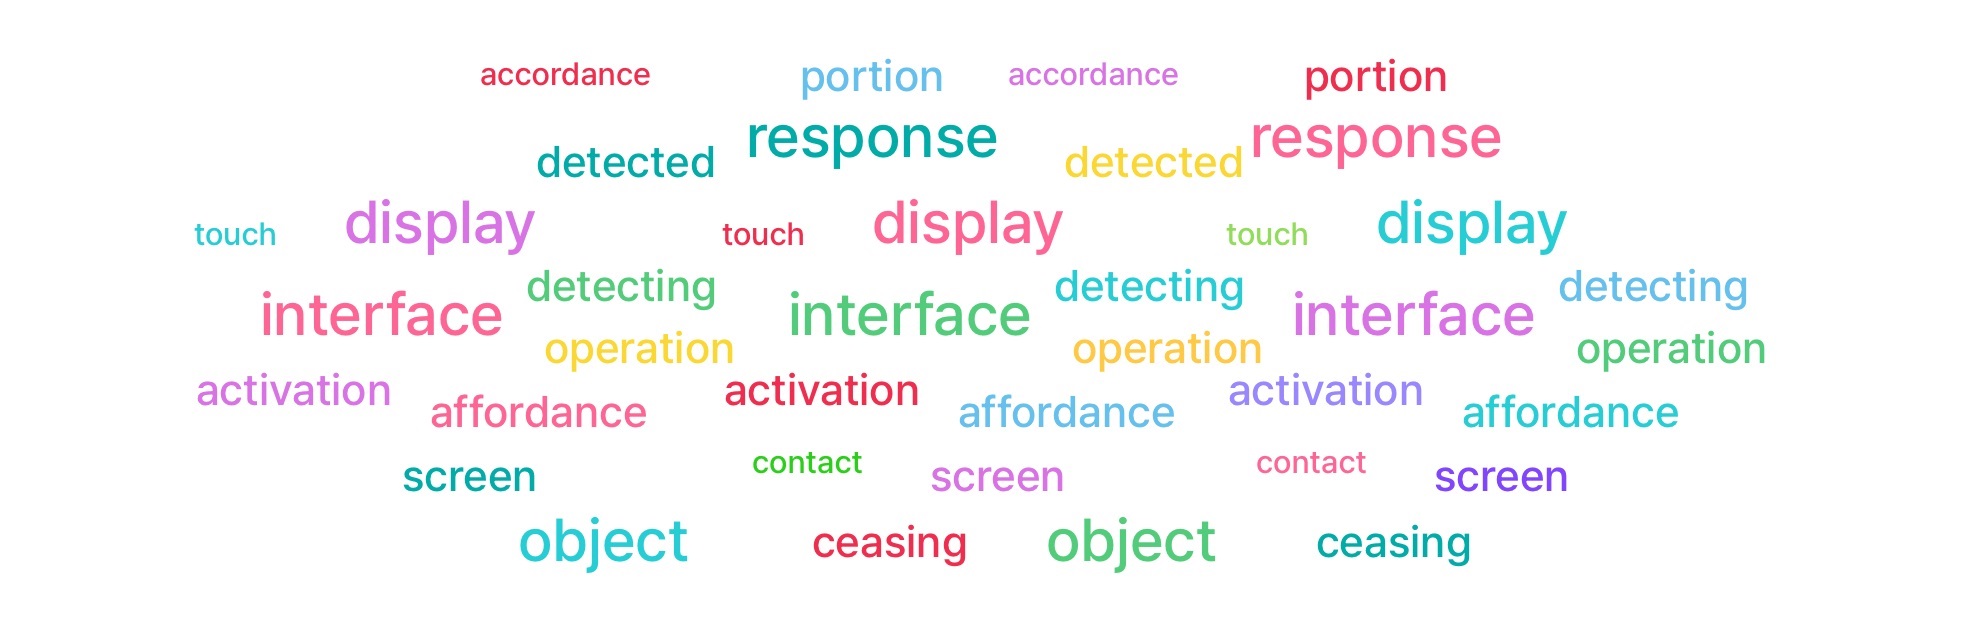 accordance portion accordance portion
response response
detected detected
display display display
touch touch touch
detecting detecting detecting
interface interface interface
operation operation operation
activation activation activation
affordance affordance affordance
contact contact
screen screen screen
object ceasing object ceasing